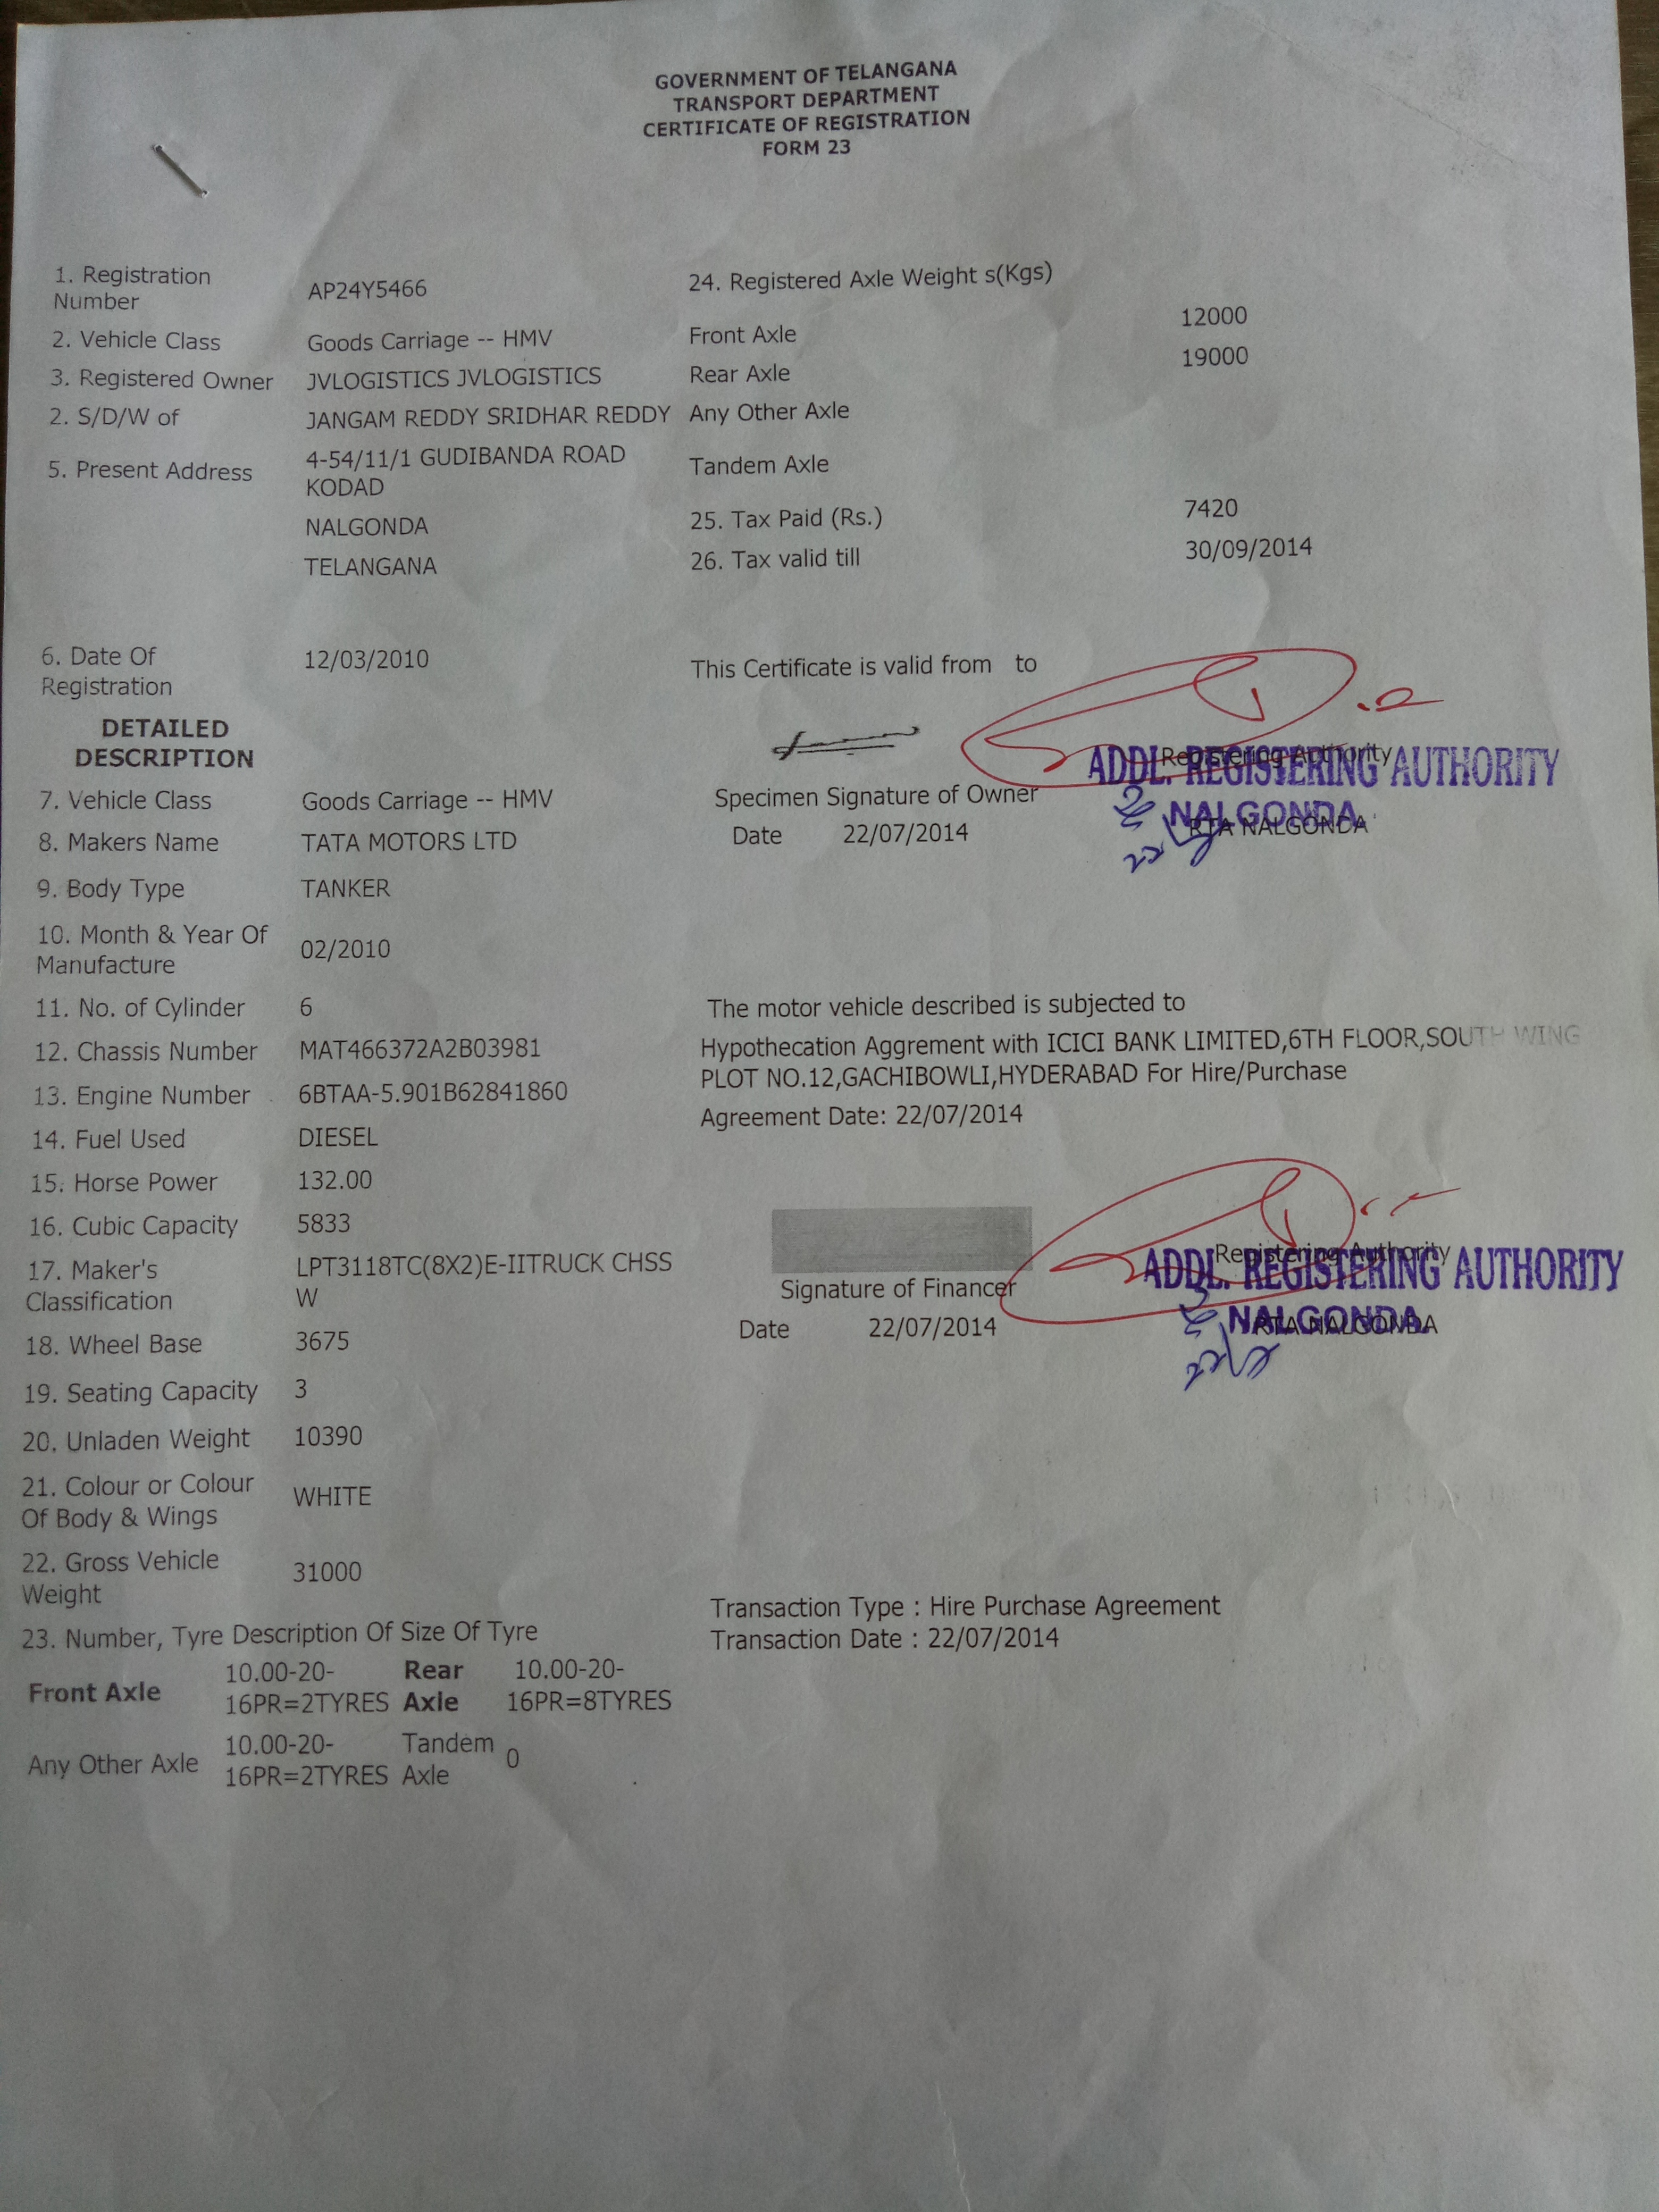 GOVERNMENT OF TELANGANA
TRANSPORT DEPARTMENT
CERTIFICATE OF REGISTRATION
FORM 23
1. Registration Number AP24Y5466
2. Vehicle Class Goods Carriage -- HMV
3. Registered Owner JVLOGISTICS JVLOGISTICS
2. S/D/W of JANGAM REDDY SRIDHAR REDDY
5. Present Address 4-54/11/1 GUDIBANDA ROAD
KODAD
NALGONDA
TELANGANA
6. Date Of Registration 12/03/2010
DETAILED
DESCRIPTION
7. Vehicle Class Goods Carriage -- HMV
8. Makers Name TATA MOTORS LTD
9. Body Type TANKER
10. Month & Year Of Manufacture 02/2010
11. No. of Cylinder 6
12. Chassis Number MAT466372A2B03981
13. Engine Number 6BTAA-5.901B62841860
14. Fuel Used DIESEL
15. Horse Power 132.00
16. Cubic Capacity 5833
17. Maker's Classification LPT3118TC(8X2)E-IITRUCK CHSS
W
18. Wheel Base 3675
19. Seating Capacity 3
20. Unladen Weight 10390
21. Colour or Colour Of Body & Wings WHITE
22. Gross Vehicle Weight 31000
23. Number, Tyre Description Of Size Of Tyre
Front Axle 10.00-20-16PR=2TYRES Rear Axle 10.00-20-16PR=8TYRES
Any Other Axle 10.00-20-16PR=2TYRES Tandem Axle 0
24. Registered Axle Weight s(Kgs)
Front Axle 12000
Rear Axle 19000
Any Other Axle
Tandem Axle
25. Tax Paid (Rs.) 7420
26. Tax valid till 30/09/2014
This Certificate is valid from to
Registering Authority
ADDL. REGISTERING AUTHORITY
NALGONDA.
RTA NALGONDA
Specimen Signature of Owner
Date 22/07/2014
The motor vehicle described is subjected to
Hypothecation Aggrement with ICICI BANK LIMITED,6TH FLOOR,SOUTH WING
PLOT NO.12,GACHIBOWLI,HYDERABAD For Hire/Purchase
Agreement Date: 22/07/2014
Registering Authority
ADDL. REGISTERING AUTHORITY
NALGONDA.
RTA NALGONDA
Signature of Financer
Date 22/07/2014
Transaction Type : Hire Purchase Agreement
Transaction Date : 22/07/2014